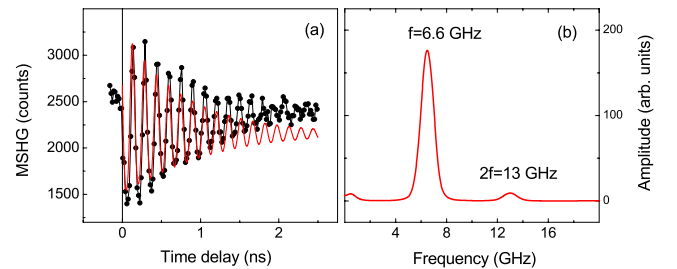 (a)
MSHG (counts)
3000
2500
2000
1500
0
1
2
Time delay (ns)
(b)
f=6.6 GHz
2f=13 GHz
200
100
0
Amplitude (arb. units)
4
8
12
16
Frequency (GHz)